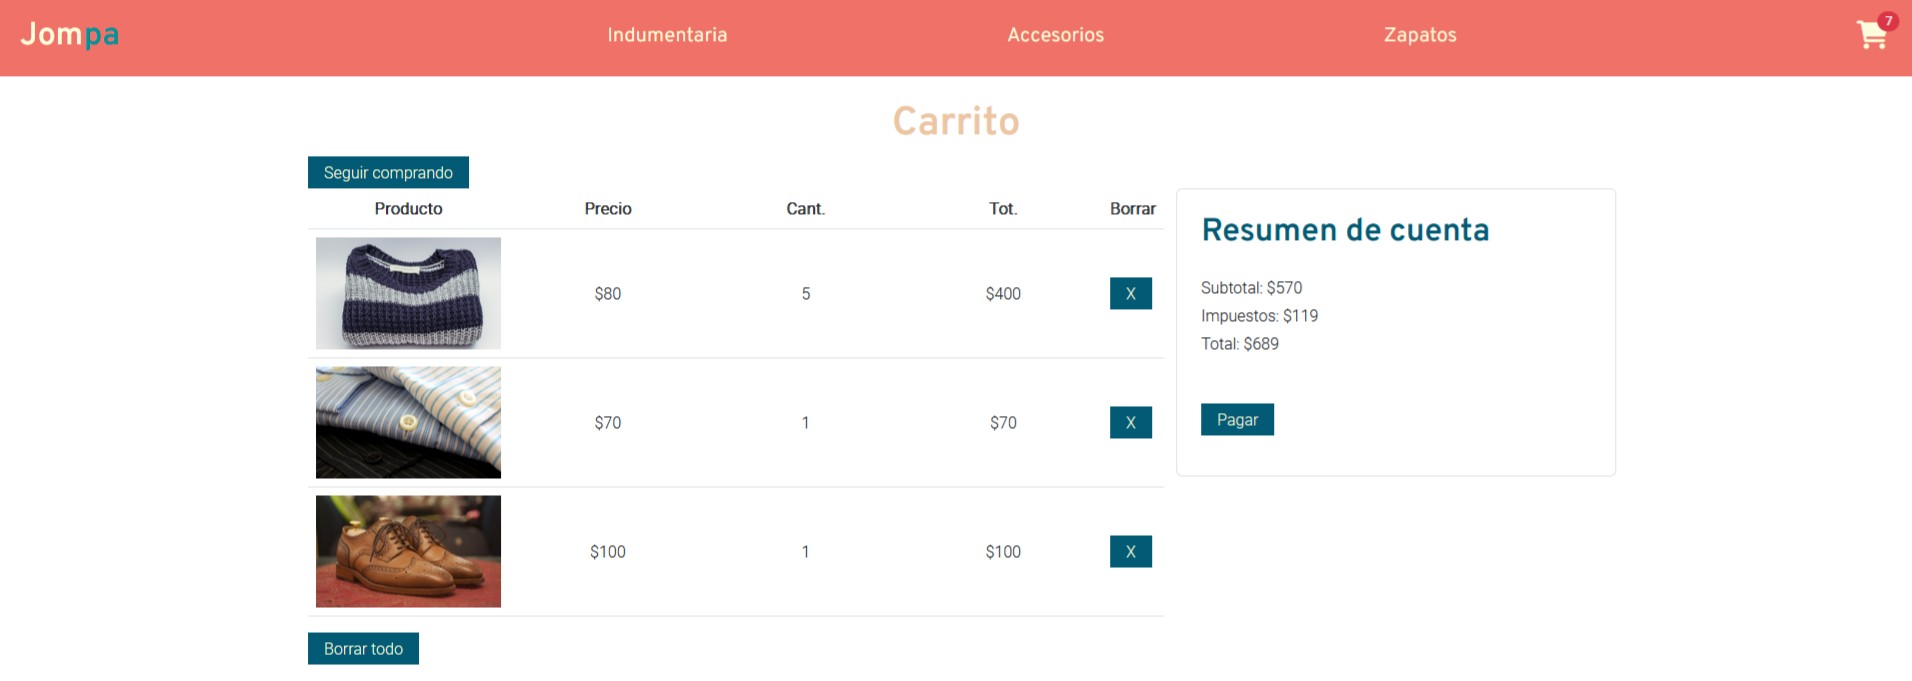 Jompa Indumentaria Accesorios Zapatos 7
Carrito
Seguir comprando
Producto Precio Cant. Tot. Borrar
$80 5 $400 X
$70 1 $70 X
$100 1 $100 X
Borrar todo
Resumen de cuenta
Subtotal: $570
Impuestos: $119
Total: $689
Pagar